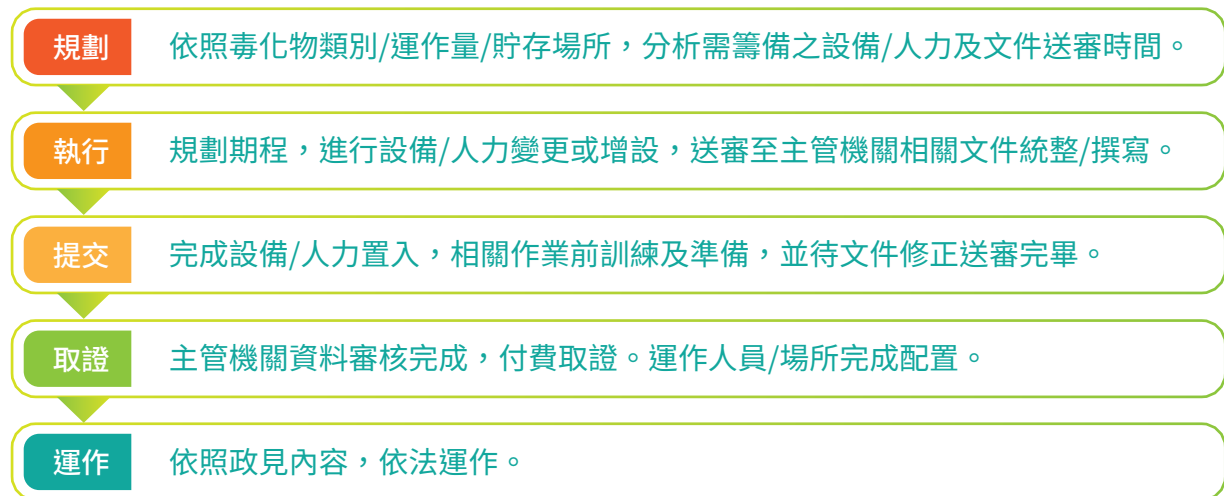 規劃
依照毒化物類別/運作量/貯存場所，分析需籌備之設備/人力及文件送審時間。
執行
規劃期程，進行設備/人力變更或增設，送審至主管機關相關文件統整/撰寫。
提交
完成設備/人力置入，相關作業前訓練及準備，並待文件修正送審完畢。
取證
主管機關資料審核完成，付費取證。運作人員/場所完成配置。
運作
依照政見內容，依法運作。